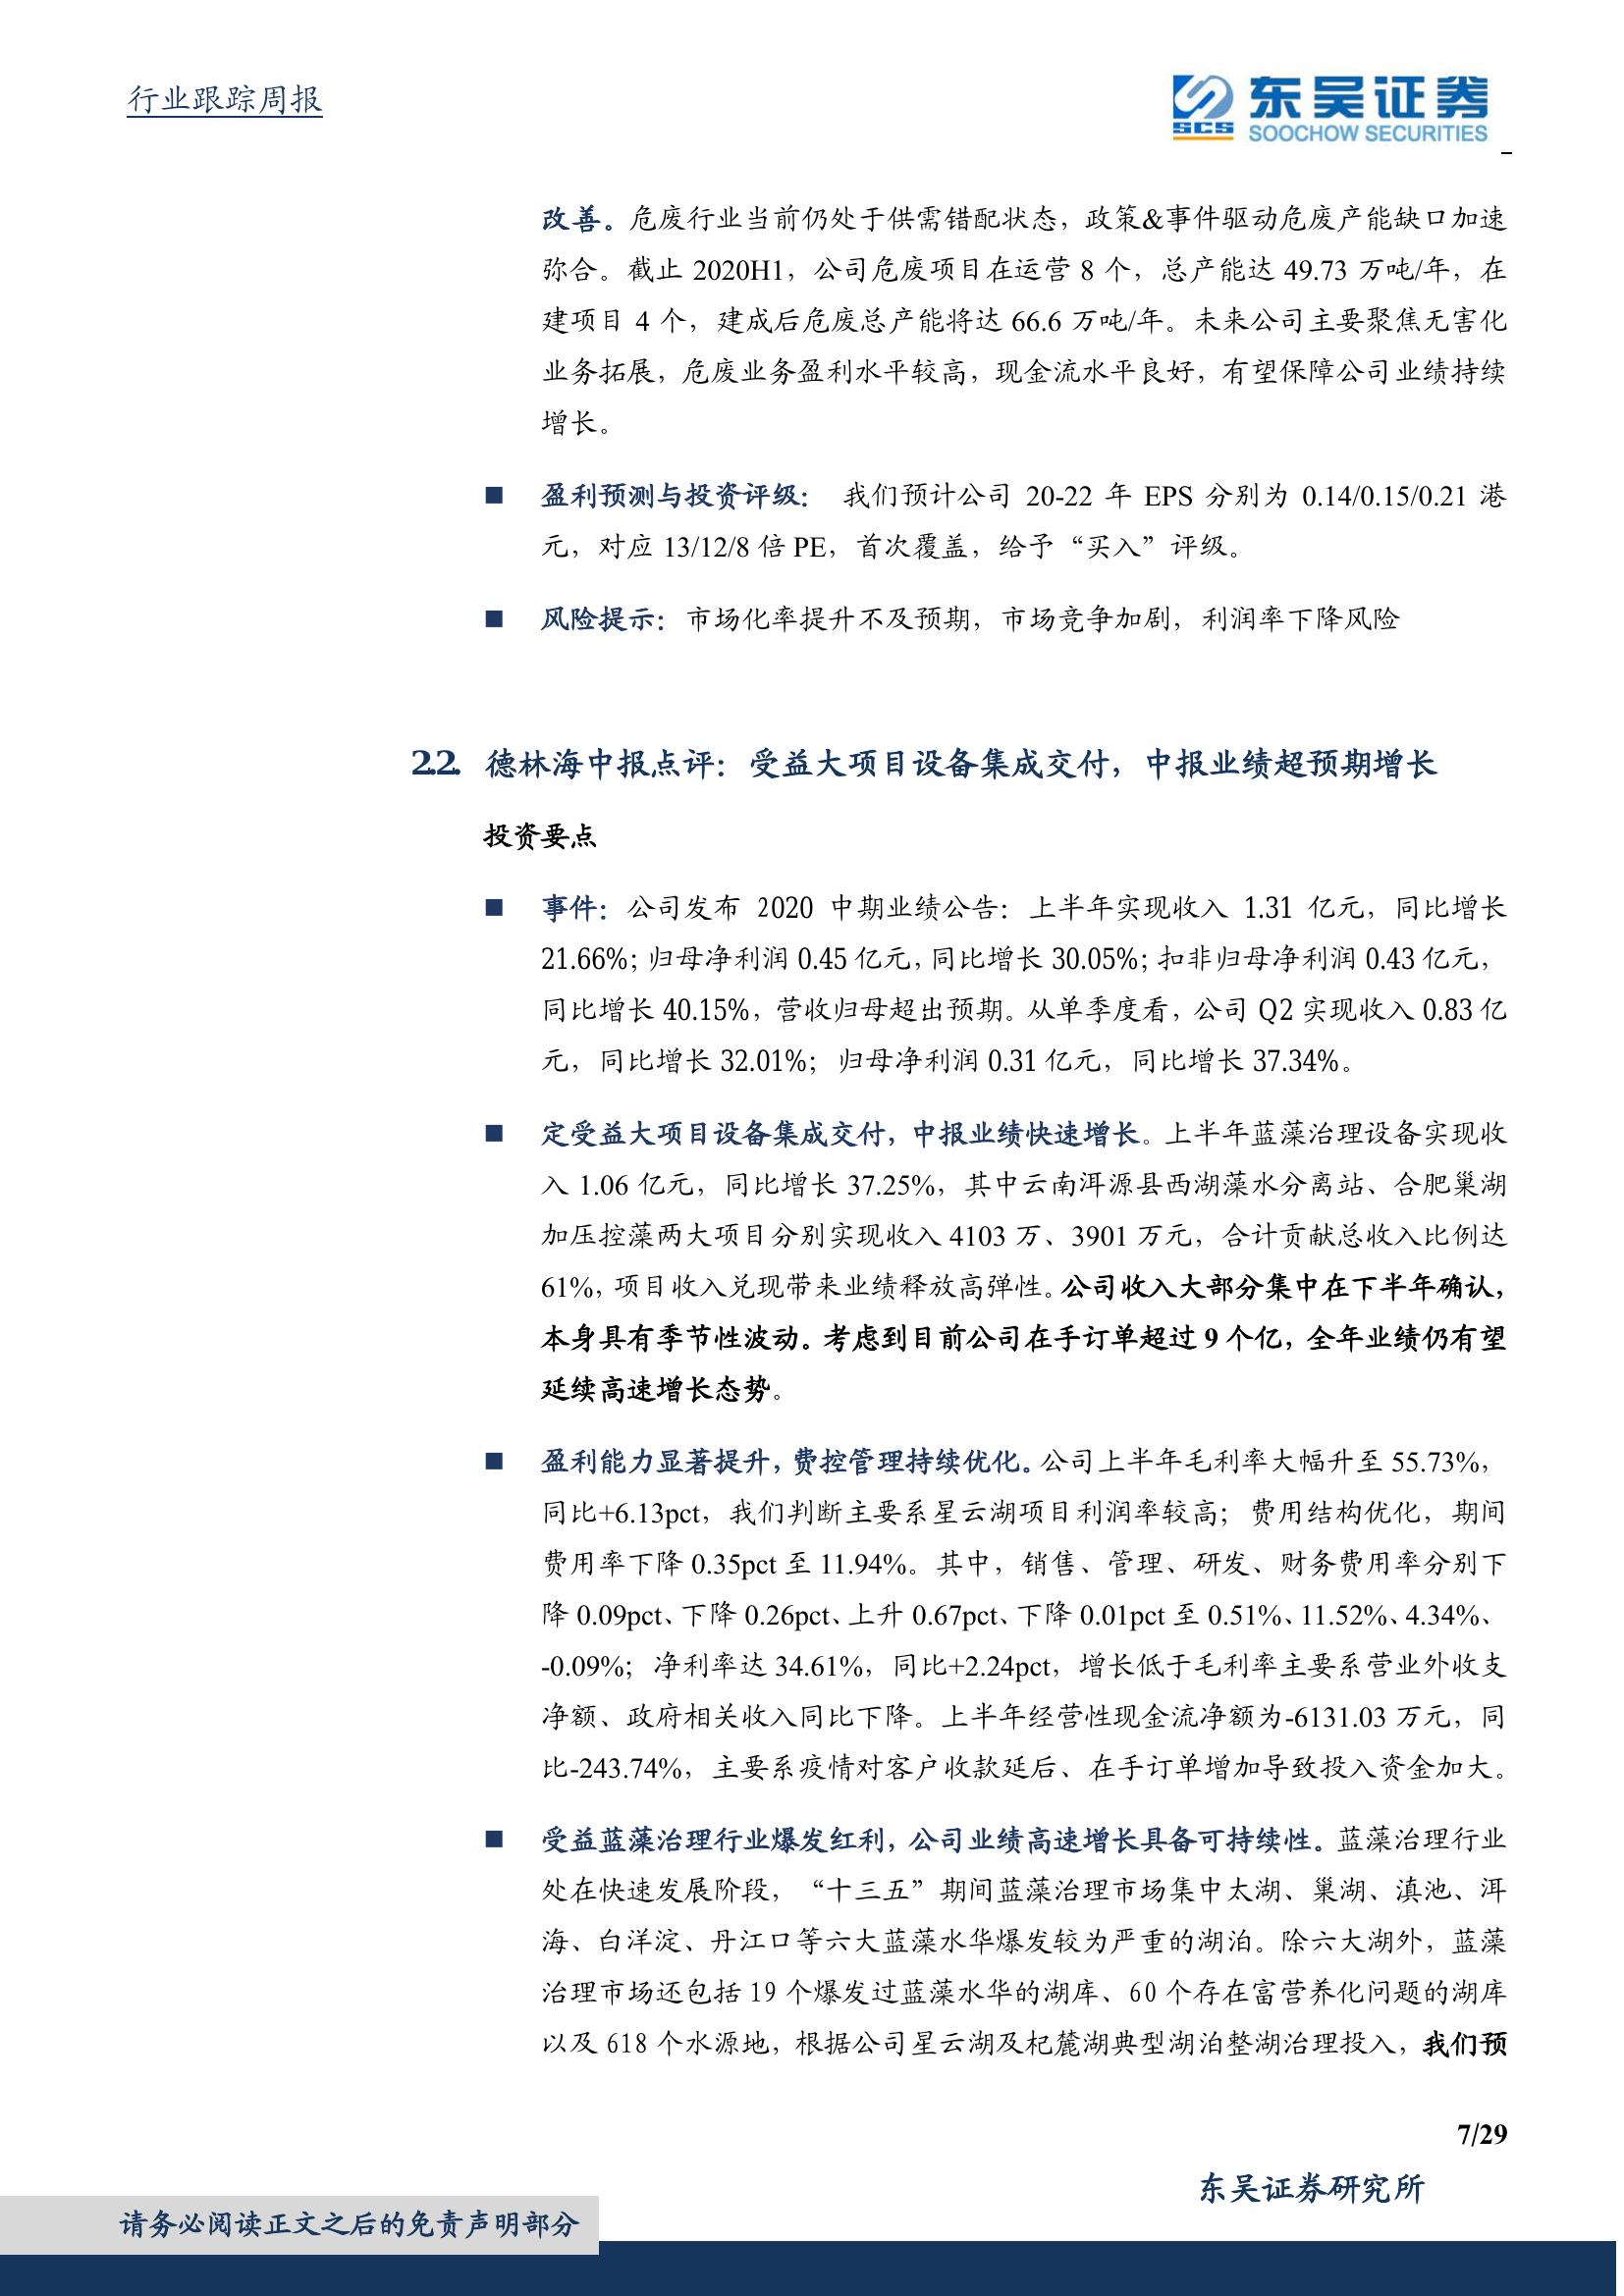 行业跟踪周报
SCS
东吴证券
SOOCHOW SECURITIES
改善。危废行业当前仍处于供需错配状态，政策&事件驱动危废产能缺口加速
弥合。截止 2020H1，公司危废项目在运营 8 个，总产能达 49.73 万吨/年，在
建项目 4 个，建成后危废总产能将达 66.6 万吨/年。未来公司主要聚焦无害化
业务拓展，危废业务盈利水平较高，现金流水平良好，有望保障公司业绩持续
增长。
■ 盈利预测与投资评级： 我们预计公司 20-22 年 EPS 分别为 0.14/0.15/0.21 港
元，对应 13/12/8 倍 PE，首次覆盖，给予“买入”评级。
■ 风险提示：市场化率提升不及预期，市场竞争加剧，利润率下降风险
2.2. 德林海中报点评：受益大项目设备集成交付，中报业绩超预期增长
投资要点
■ 事件：公司发布 2020 中期业绩公告：上半年实现收入 1.31 亿元，同比增长
21.66%；归母净利润 0.45 亿元，同比增长 30.05%；扣非归母净利润 0.43 亿元，
同比增长 40.15%，营收归母超出预期。从单季度看，公司 Q2 实现收入 0.83 亿
元，同比增长 32.01%；归母净利润 0.31 亿元，同比增长 37.34%。
■ 定受益大项目设备集成交付，中报业绩快速增长。上半年蓝藻治理设备实现收
入 1.06 亿元，同比增长 37.25%，其中云南洱源县西湖藻水分离站、合肥巢湖
加压控藻两大项目分别实现收入 4103 万、3901 万元，合计贡献总收入比例达
61%，项目收入兑现带来业绩释放高弹性。公司收入大部分集中在下半年确认，
本身具有季节性波动。考虑到目前公司在手订单超过 9 个亿，全年业绩仍有望
延续高速增长态势。
■ 盈利能力显著提升，费控管理持续优化。公司上半年毛利率大幅升至 55.73%，
同比+6.13pct，我们判断主要系星云湖项目利润率较高；费用结构优化，期间
费用率下降 0.35pct 至 11.94%。其中，销售、管理、研发、财务费用率分别下
降 0.09pct、下降 0.26pct、上升 0.67pct、下降 0.01pct 至 0.51%、11.52%、4.34%、
-0.09%；净利率达 34.61%，同比+2.24pct，增长低于毛利率主要系营业外收支
净额、政府相关收入同比下降。上半年经营性现金流净额为-6131.03 万元，同
比-243.74%，主要系疫情对客户收款延后、在手订单增加导致投入资金加大。
■ 受益蓝藻治理行业爆发红利，公司业绩高速增长具备可持续性。蓝藻治理行业
处在快速发展阶段，“十三五”期间蓝藻治理市场集中太湖、巢湖、滇池、洱
海、白洋淀、丹江口等六大蓝藻水华爆发较为严重的湖泊。除六大湖外，蓝藻
治理市场还包括 19 个爆发过蓝藻水华的湖库、60 个存在富营养化问题的湖库
以及 618 个水源地，根据公司星云湖及杞麓湖典型湖泊整湖治理投入，我们预
7/29
东吴证券研究所
请务必阅读正文之后的免责声明部分